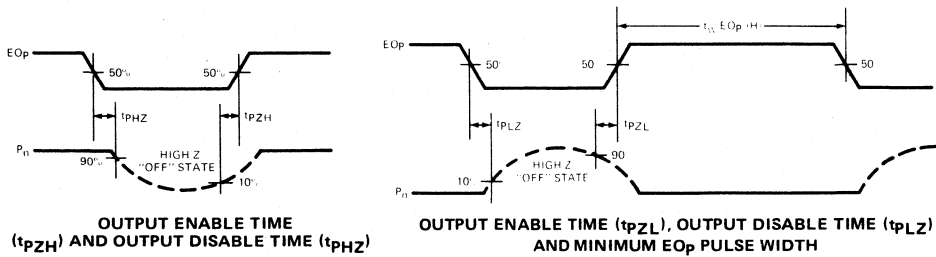 EOp
50%
50%
tPHZ
tPZH
Pn
90%
HIGH Z
"OFF" STATE
10%
OUTPUT ENABLE TIME
(tPZH) AND OUTPUT DISABLE TIME (tPHZ)
tW EOp (H)
EOp
50
50
50
tPLZ
tPZL
HIGH Z
"OFF" STATE
90
10%
Pn
OUTPUT ENABLE TIME (tPZL), OUTPUT DISABLE TIME (tPLZ)
AND MINIMUM EOp PULSE WIDTH